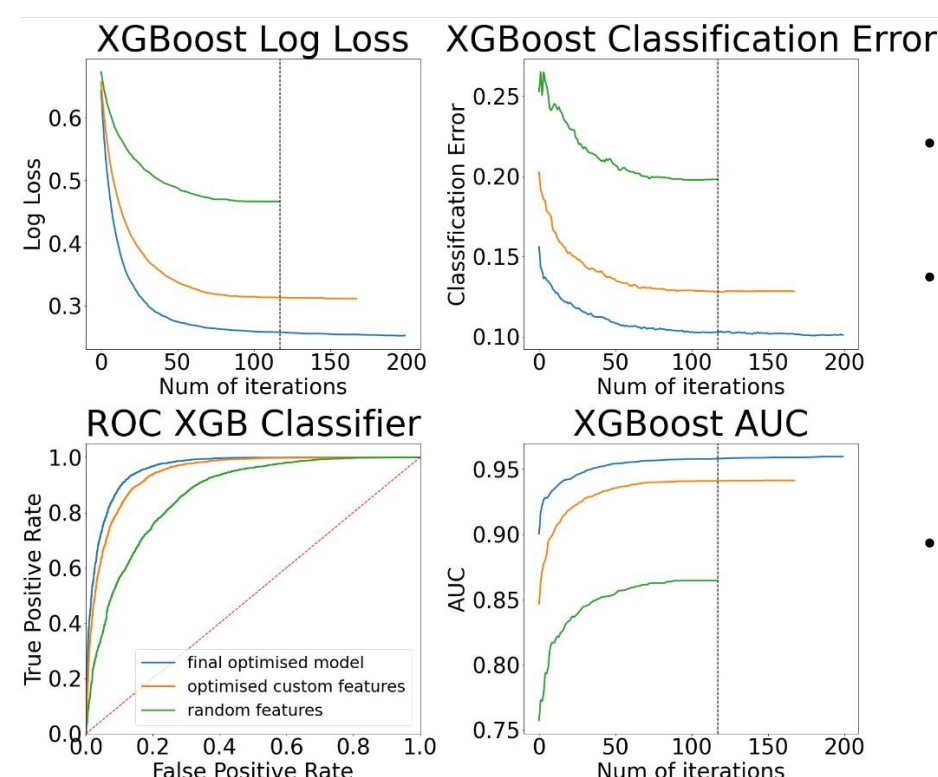 XGBoost Log Loss
0.6
0.5
0.4
0.3
Log Loss
0 50 100 150 200
Num of iterations
XGBoost Classification Error
0.25
0.20
0.15
0.10
Classification Error
0 50 100 150 200
Num of iterations
ROC XGB Classifier
1.0
0.8
0.6
0.4
0.2
0.0
True Positive Rate
final optimised model
optimised custom features
random features
0.0 0.2 0.4 0.6 0.8 1.0
False Positive Rate
XGBoost AUC
0.95
0.90
0.85
0.80
0.75
AUC
0 50 100 150 200
Num of iterations